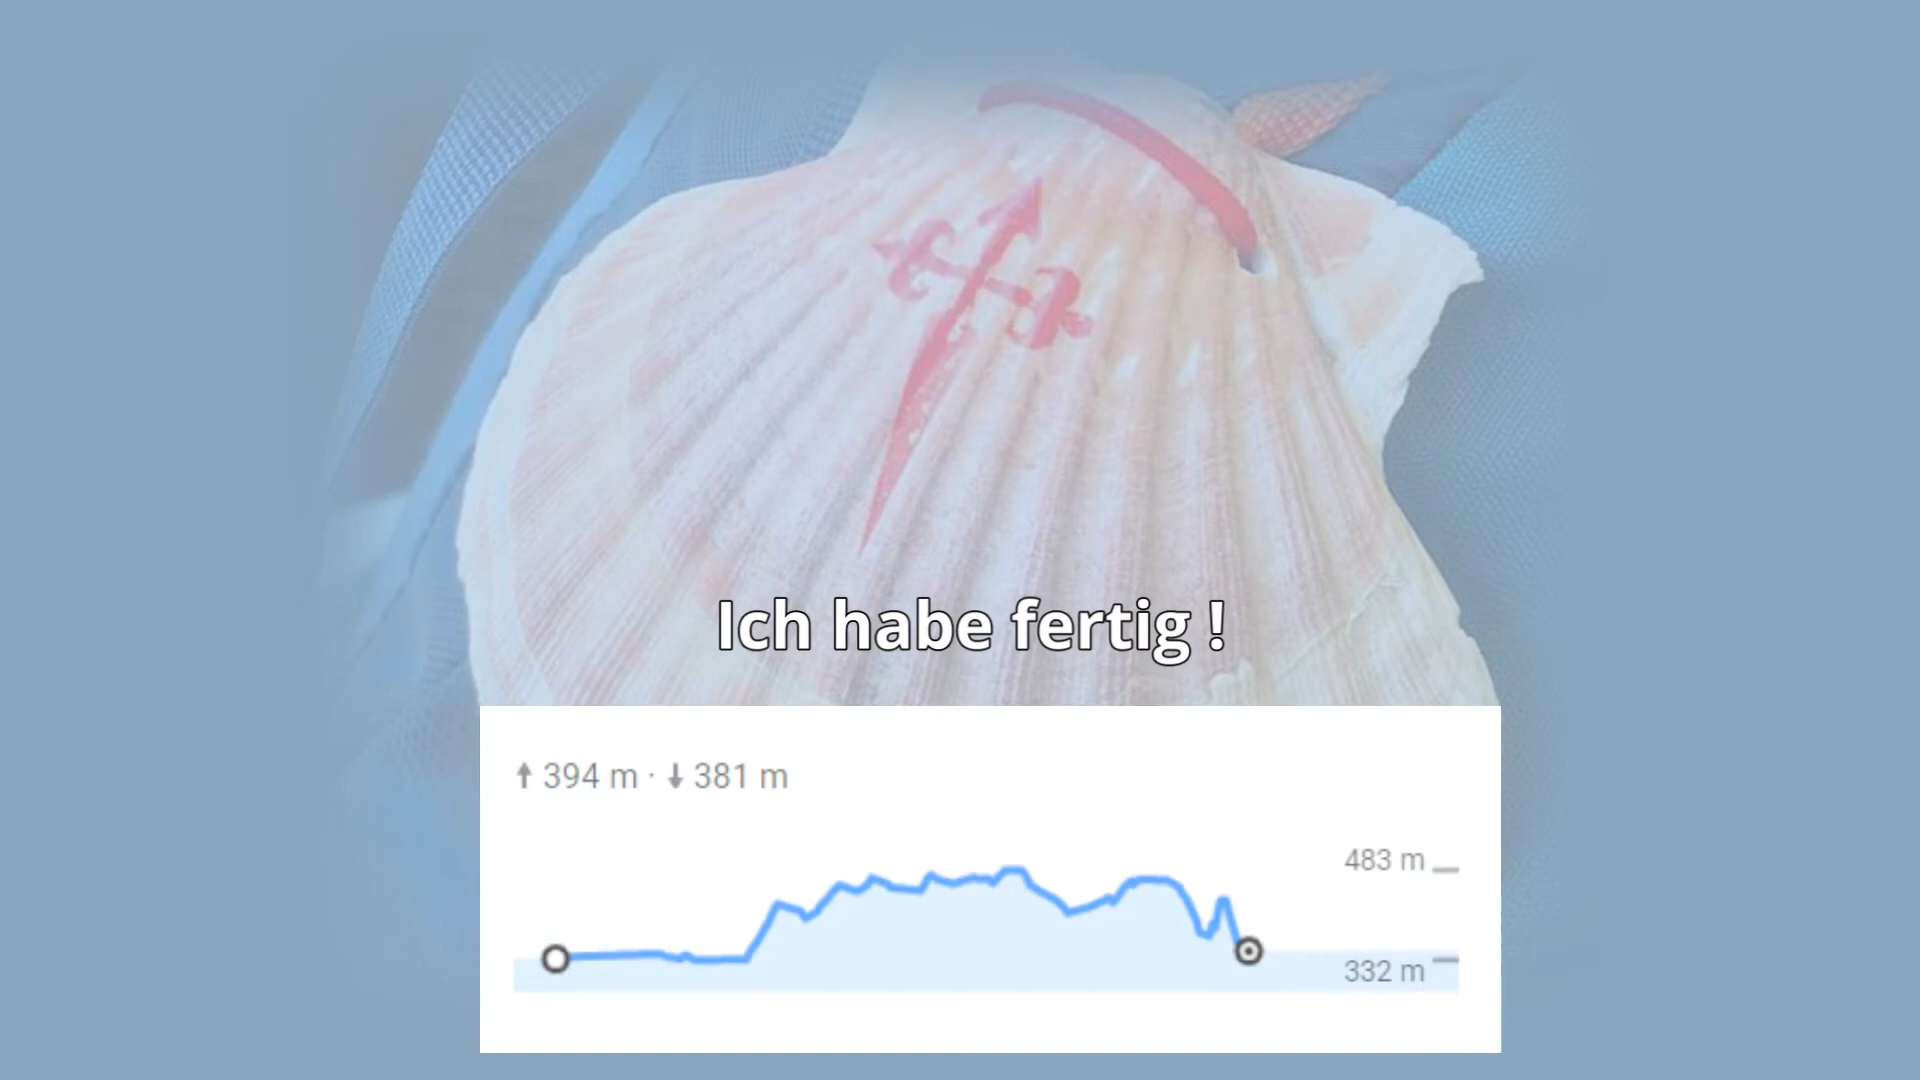 Ich habe fertig !
↑ 394 m · ↓ 381 m
483 m
332 m